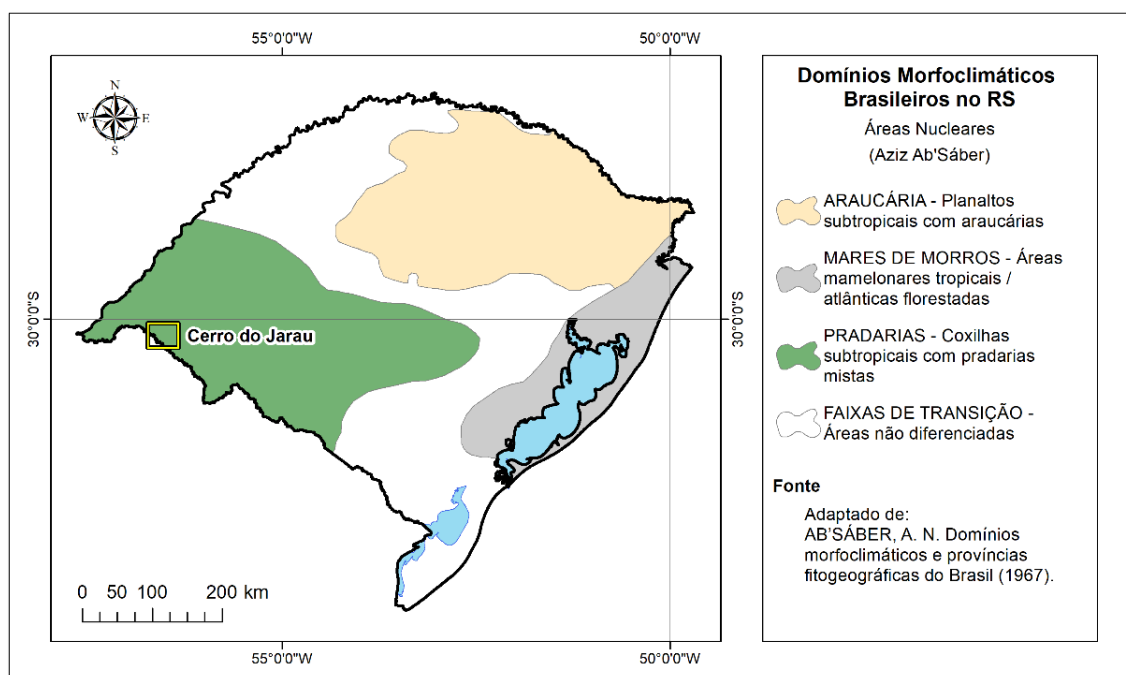 55°0'0"W
50°0'0"W
N
W
E
S
30°0'0"S
30°0'0"S
Cerro do Jarau
0 50 100 200 km
55°0'0"W
50°0'0"W
Domínios Morfoclimáticos
Brasileiros no RS
Áreas Nucleares
(Aziz Ab'Sáber)
ARAUCÁRIA - Planaltos
subtropicais com araucárias
MARES DE MORROS - Áreas
mamelonares tropicais /
atlânticas florestadas
PRADARIAS - Coxilhas
subtropicais com pradarias
mistas
FAIXAS DE TRANSIÇÃO -
Áreas não diferenciadas
Fonte
Adaptado de:
AB'SÁBER, A. N. Domínios
morfoclimáticos e províncias
fitogeográficas do Brasil (1967).